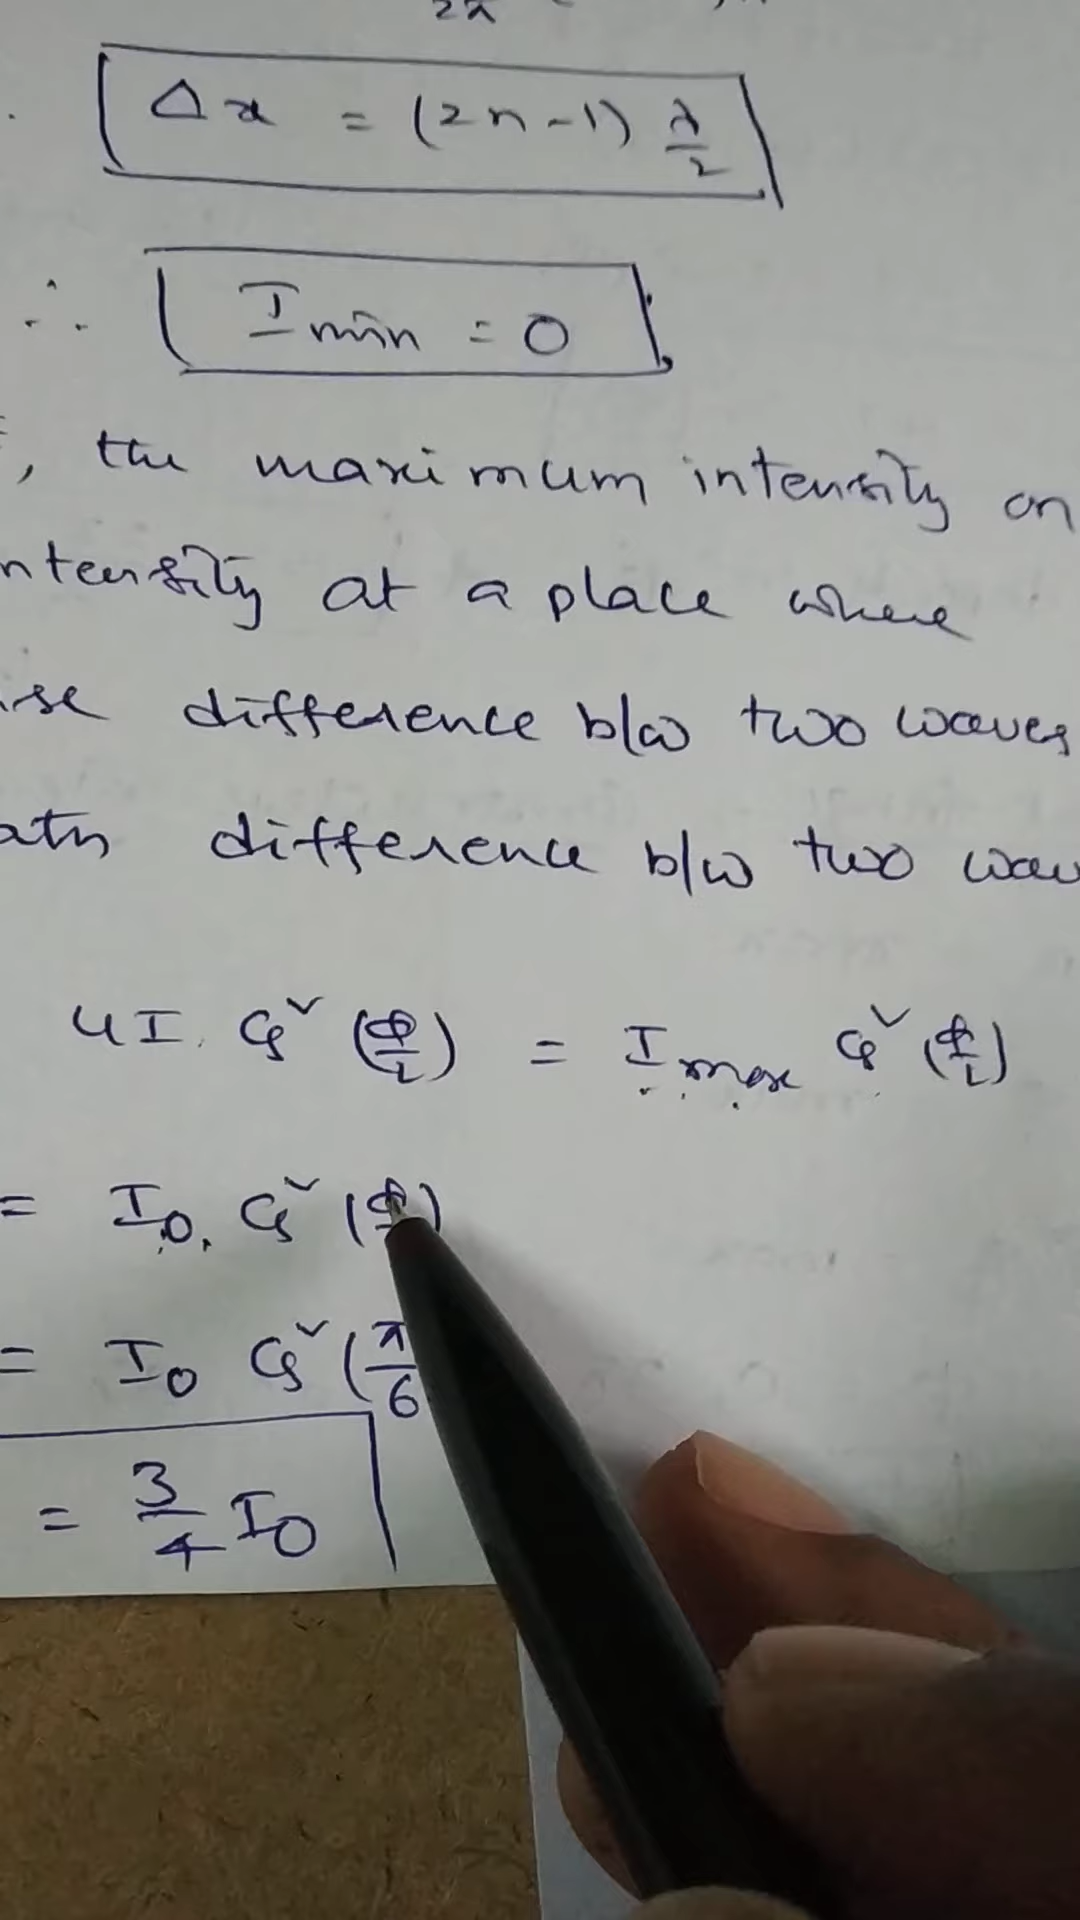 2λ
Δx = (2n-1) λ/2
∴ Imin = 0
, the maximum intensity on
ntensity at a place where
se difference b/w two waves
ath difference b/w two wav
4I. Cos² (φ/2) = Imax Cos² (φ/2)
= I0. Cos² (φ
= I0 Cos² (π/6
= 3/4 I0